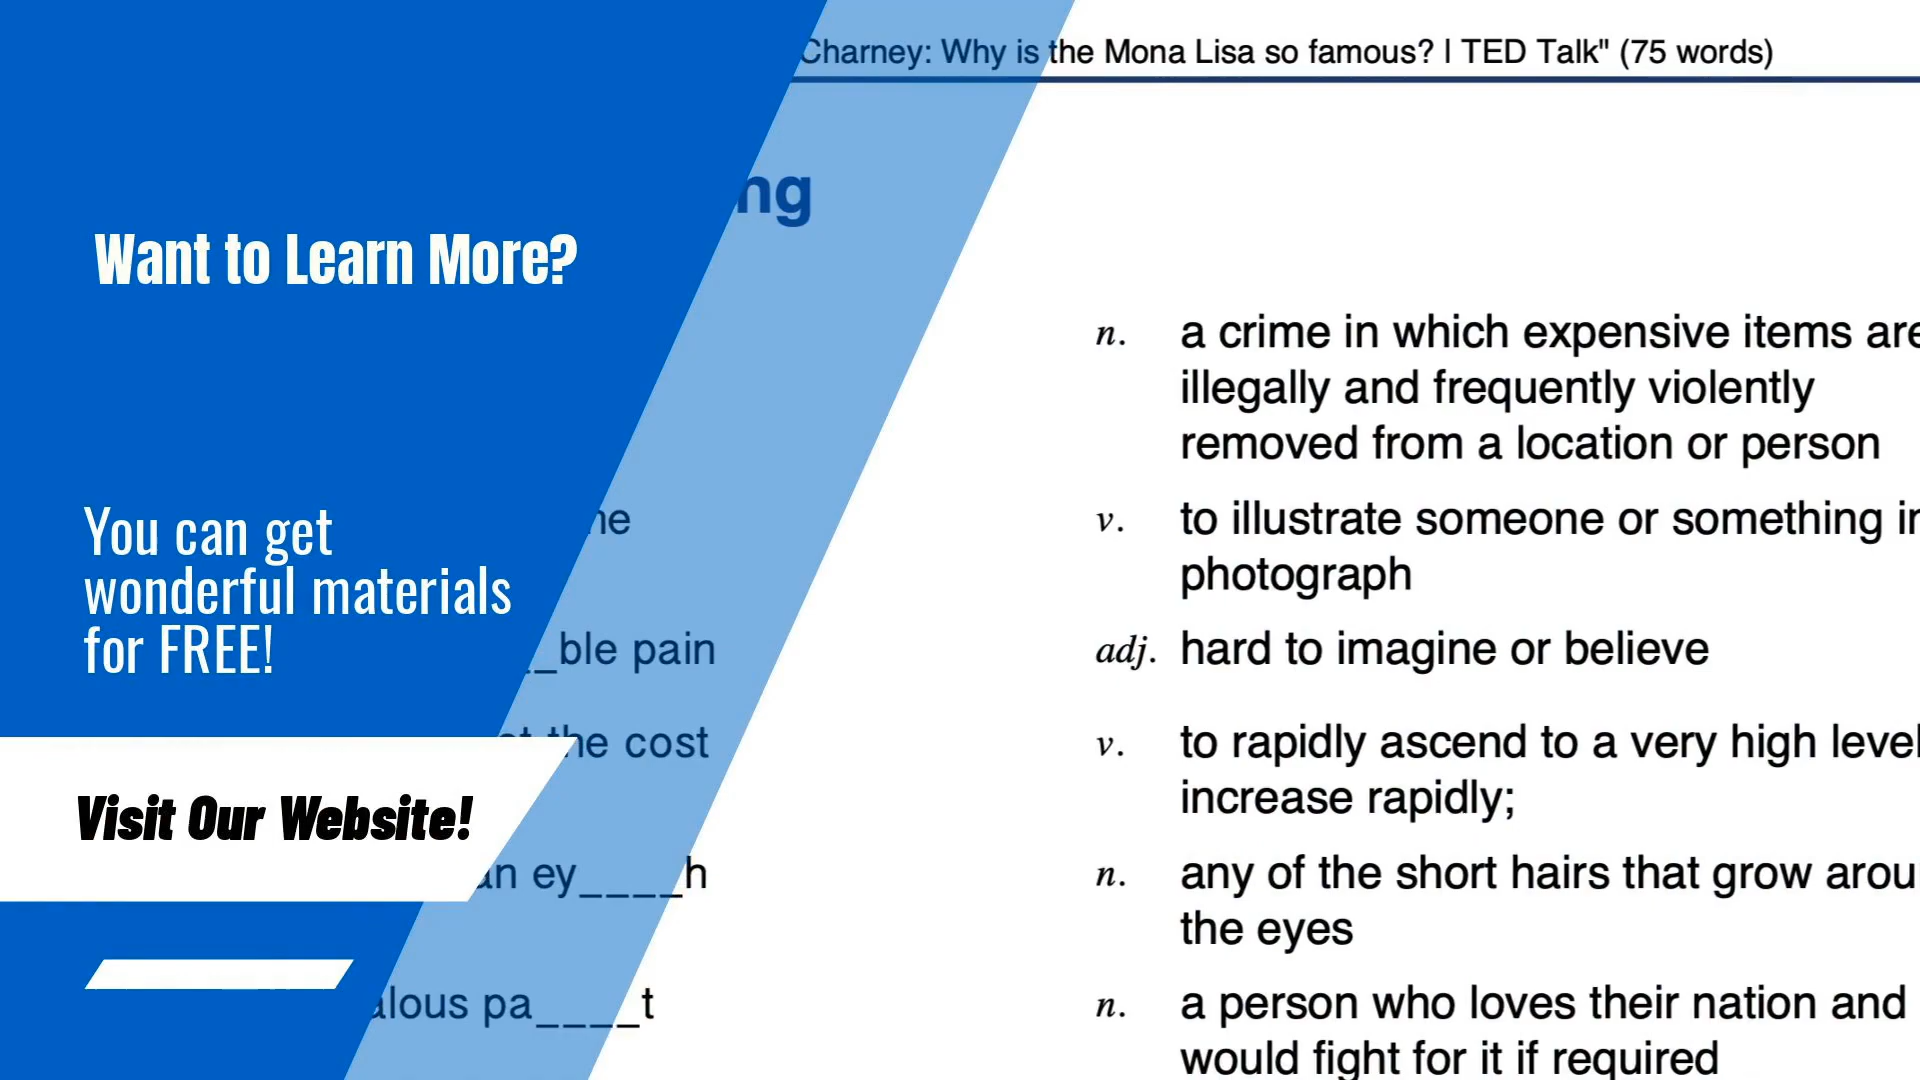 Charney: Why is the Mona Lisa so famous? | TED Talk" (75 words)
Want to Learn More?
You can get
wonderful materials
for FREE!
Visit Our Website!
n. a crime in which expensive items are
illegally and frequently violently
removed from a location or person
v. to illustrate someone or something in
photograph
_ble pain adj. hard to imagine or believe
the cost v. to rapidly ascend to a very high level
increase rapidly;
ey____h n. any of the short hairs that grow
the eyes
pa____t n. a person who loves their nation and
would fight for it if required